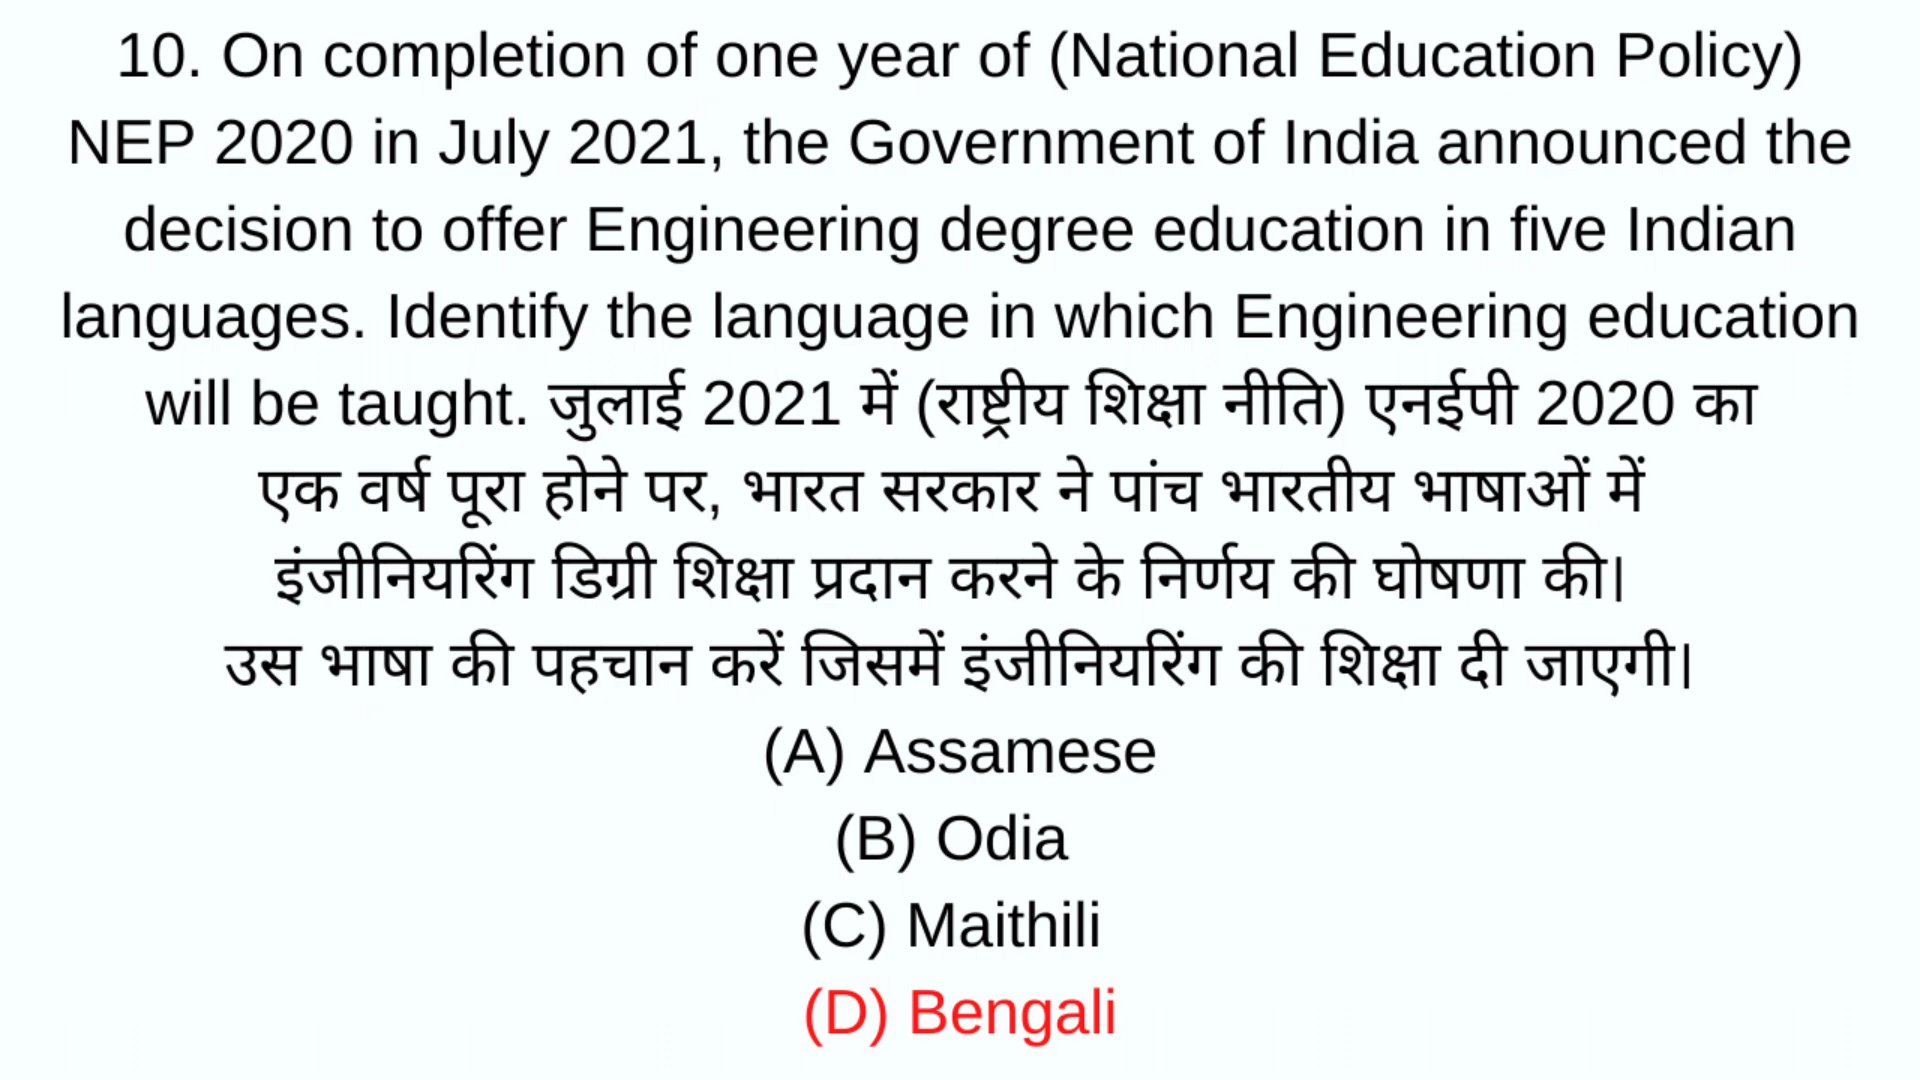 10. On completion of one year of (National Education Policy)
NEP 2020 in July 2021, the Government of India announced the
decision to offer Engineering degree education in five Indian
languages. Identify the language in which Engineering education
will be taught. जुलाई 2021 में (राष्ट्रीय शिक्षा नीति) एनईपी 2020 का
एक वर्ष पूरा होने पर, भारत सरकार ने पांच भारतीय भाषाओं में
इंजीनियरिंग डिग्री शिक्षा प्रदान करने के निर्णय की घोषणा की।
उस भाषा की पहचान करें जिसमें इंजीनियरिंग की शिक्षा दी जाएगी।
(A) Assamese
(B) Odia
(C) Maithili
(D) Bengali